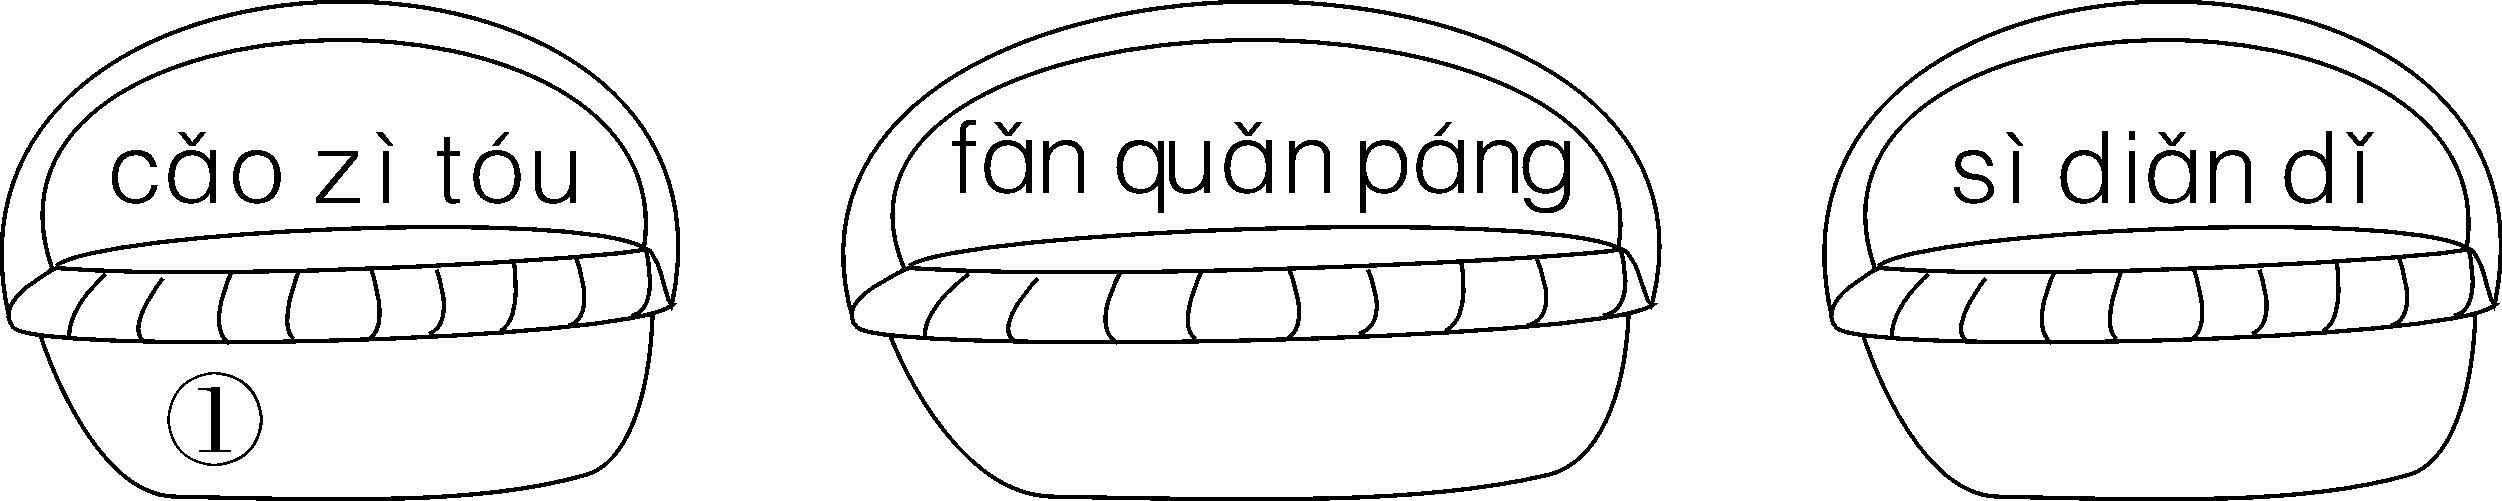 cǎo zì tóu
fǎn quǎn páng
sì diǎn dǐ
①